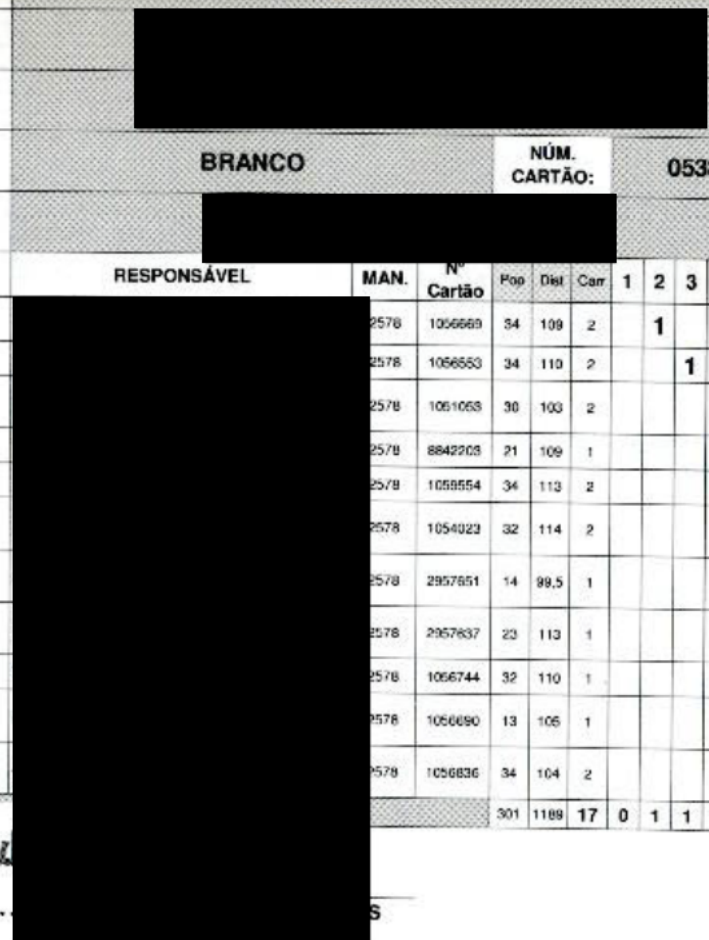 BRANCO NÚM. CARTÃO: 053
RESPONSÁVEL MAN. Nº Cartão Pop Dist Carr 1 2 3
2578 1056669 34 109 2 1
2578 1056553 34 110 2 1
2578 1051053 30 103 2
2578 8842203 21 109 1
2578 1059554 34 113 2
2578 1054023 32 114 2
2578 2957651 14 99,5 1
2578 2957637 23 113 1
2578 1056744 32 110 1
2578 1056690 13 105 1
2578 1056836 34 104 2
301 1189 17 0 1 1
S